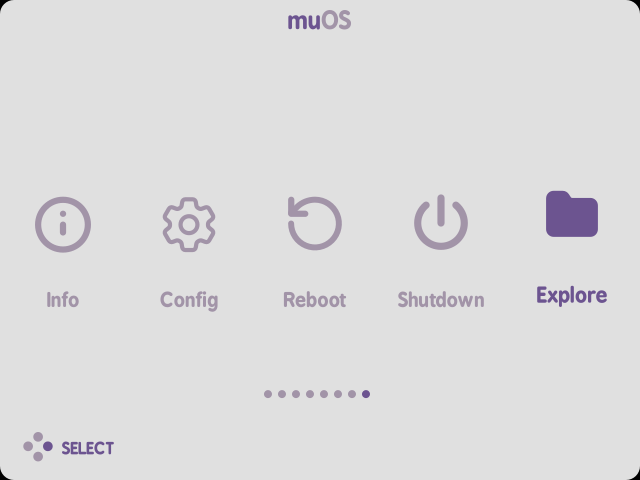 muOS
Info
Config
Reboot
Shutdown
Explore
SELECT